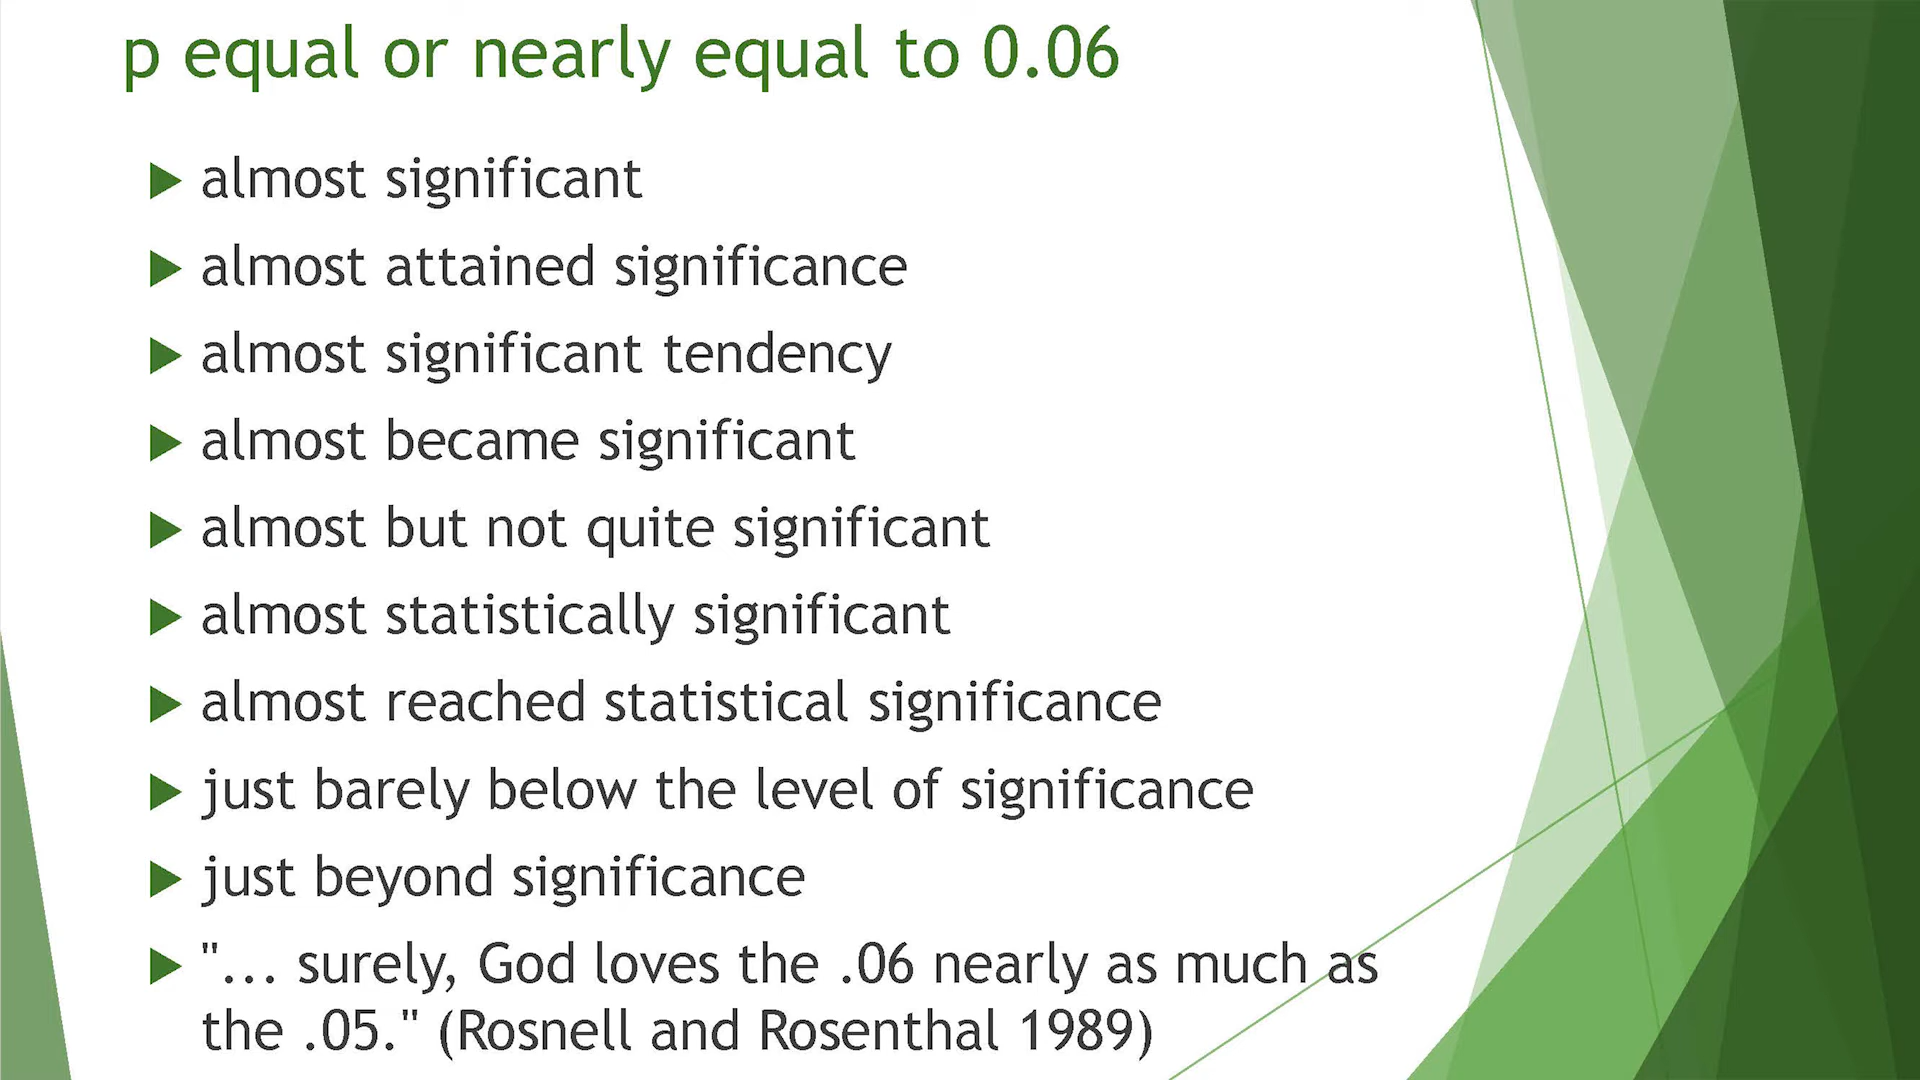 p equal or nearly equal to 0.06
almost significant
almost attained significance
almost significant tendency
almost became significant
almost but not quite significant
almost statistically significant
almost reached statistical significance
just barely below the level of significance
just beyond significance
"... surely, God loves the .06 nearly as much as
the .05." (Rosnell and Rosenthal 1989)